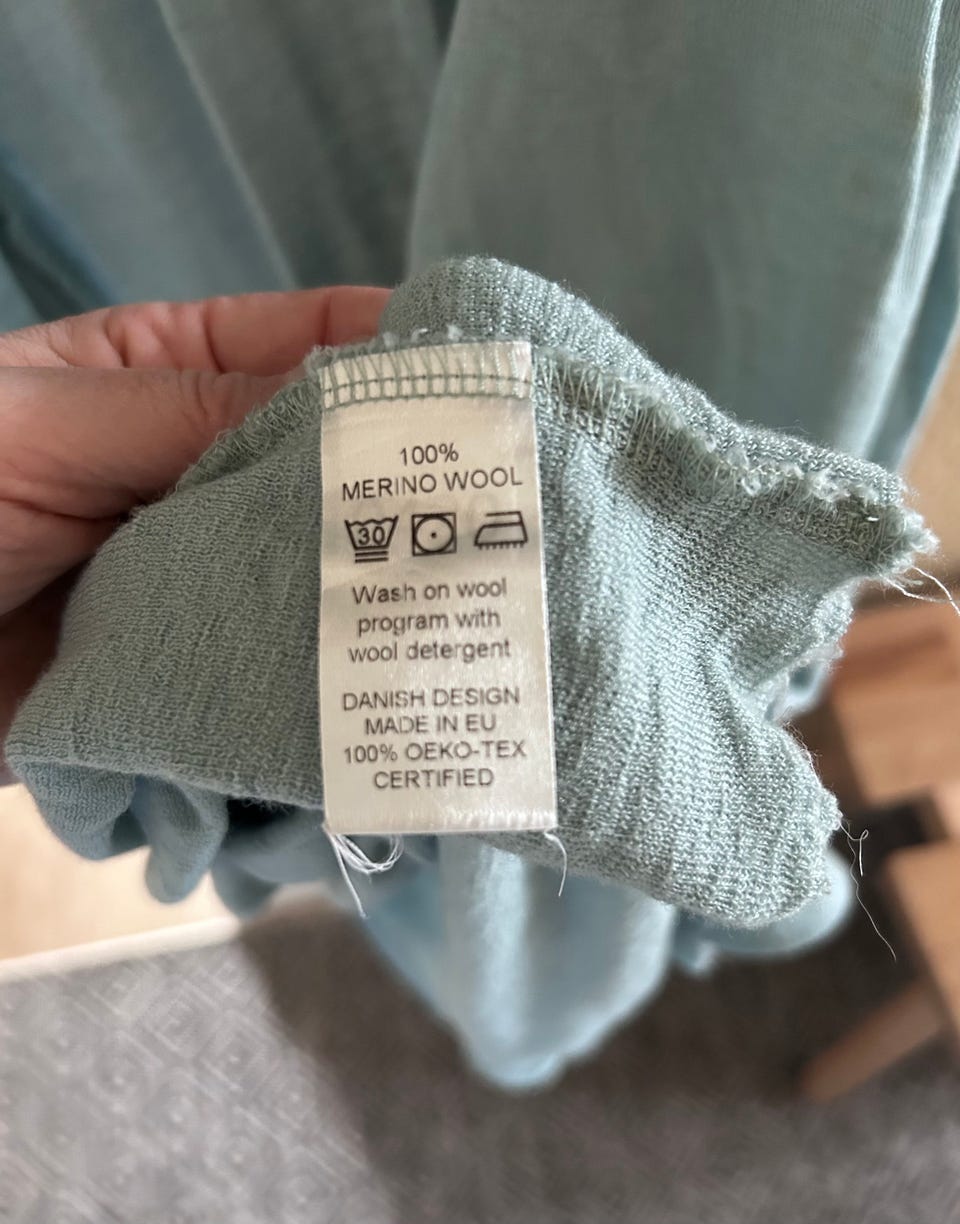 100%
MERINO WOOL
30
Wash on wool
program with
wool detergent
DANISH DESIGN
MADE IN EU
100% OEKO-TEX
CERTIFIED